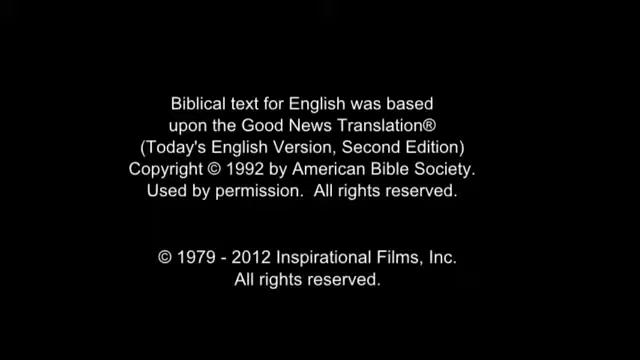 Biblical text for English was based
upon the Good News Translation®
(Today's English Version, Second Edition)
Copyright © 1992 by American Bible Society.
Used by permission.  All rights reserved.
© 1979 - 2012 Inspirational Films, Inc.
All rights reserved.